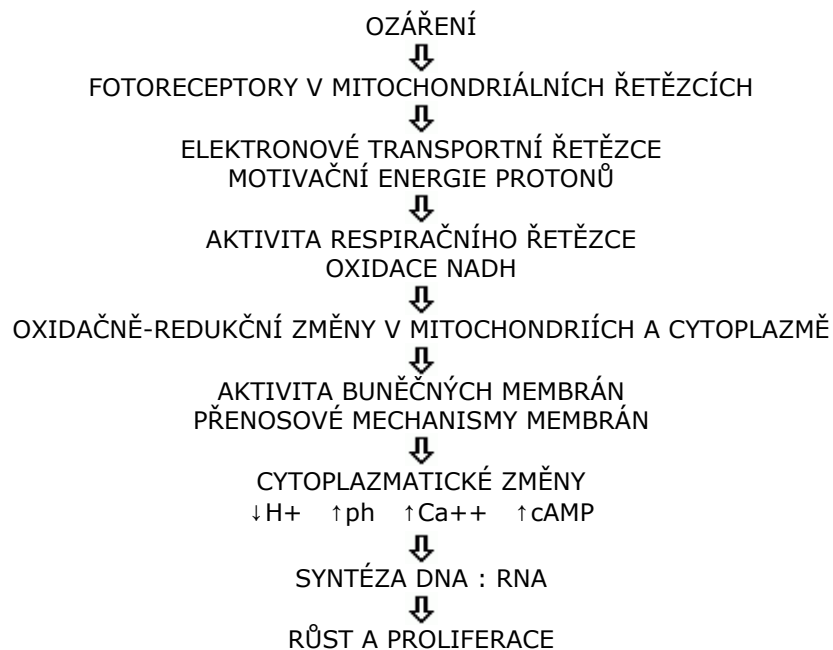 OZÁŘENÍ
⇩
FOTORECEPTORY V MITOCHONDRIÁLNÍCH ŘETĚZCÍCH
⇩
ELEKTRONOVÉ TRANSPORTNÍ ŘETĚZCE
MOTIVAČNÍ ENERGIE PROTONŮ
⇩
AKTIVITA RESPIRAČNÍHO ŘETĚZCE
OXIDACE NADH
⇩
OXIDAČNĚ-REDUKČNÍ ZMĚNY V MITOCHONDRIÍCH A CYTOPLAZMĚ
⇩
AKTIVITA BUNĚČNÝCH MEMBRÁN
PŘENOSOVÉ MECHANISMY MEMBRÁN
⇩
CYTOPLAZMATICKÉ ZMĚNY
↓H+ ↑ph ↑Ca++ ↑cAMP
⇩
SYNTÉZA DNA : RNA
⇩
RŮST A PROLIFERACE